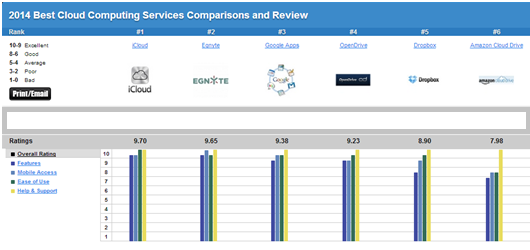 2014 Best Cloud Computing Services Comparisons and Review
Rank #1 #2 #3 #4 #5 #6
10-9 Excellent
8-6 Good
5-4 Average
3-2 Poor
1-0 Bad
iCloud Egnyte Google Apps OpenDrive Dropbox Amazon Cloud Drive
iCloud EGNYTE Google Dropbox amazon
Print/Email
Ratings 9.70 9.65 9.38 9.23 8.90 7.98
Overall Rating
Features
Mobile Access
Ease of Use
Help & Support
10
9
8
7
6
5
4
3
2
1